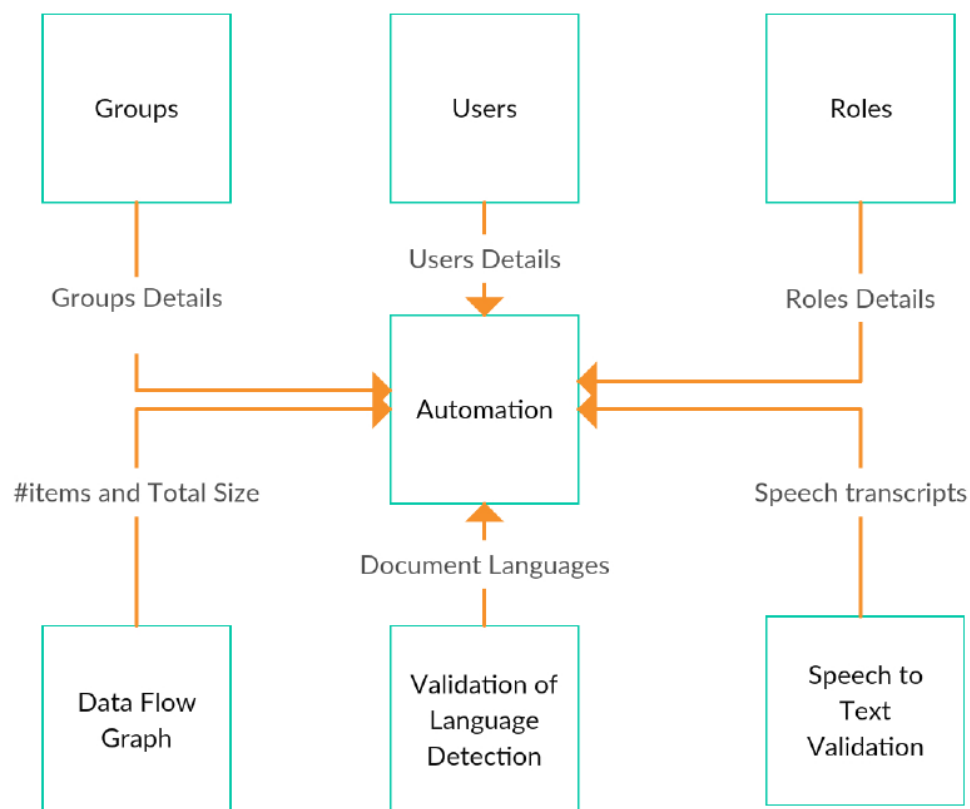 Groups
Users
Roles
Users Details
Groups Details
Roles Details
Automation
#items and Total Size
Speech transcripts
Document Languages
Data Flow
Graph
Validation of
Language
Detection
Speech to
Text
Validation